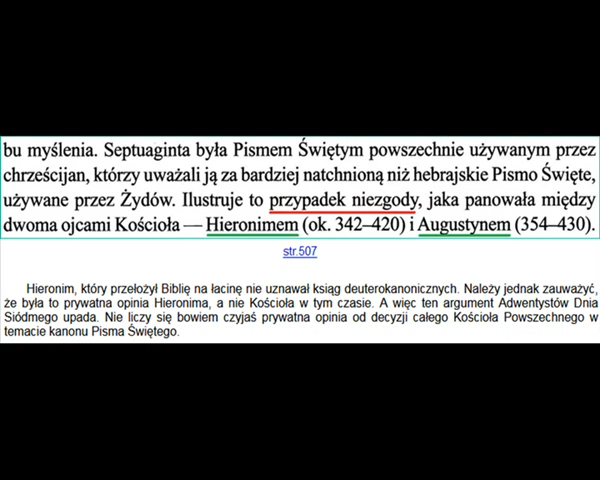 bu myślenia. Septuaginta była Pismem Świętym powszechnie używanym przez
chrześcijan, którzy uważali ją za bardziej natchnioną niż hebrajskie Pismo Święte,
używane przez Żydów. Ilustruje to przypadek niezgody, jaka panowała między
dwoma ojcami Kościoła — Hieronimem (ok. 342–420) i Augustynem (354–430).
str.507
Hieronim, który przełożył Biblię na łacinę nie uznawał ksiąg deuterokanonicznych. Należy jednak zauważyć,
że była to prywatna opinia Hieronima, a nie Kościoła w tym czasie. A więc ten argument Adwentystów Dnia
Siódmego upada. Nie liczy się bowiem czyjaś prywatna opinia od decyzji całego Kościoła Powszechnego w
temacie kanonu Pisma Świętego.